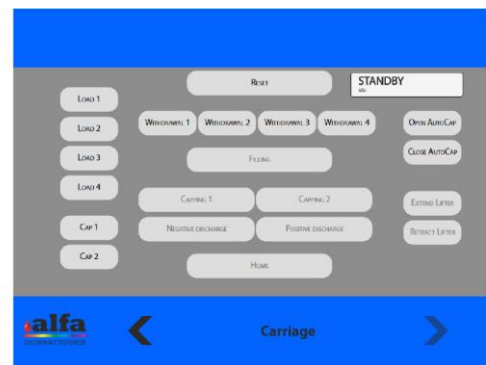 RESET
STANDBY
LOAD 1
LOAD 2
WITHDRAWAL 1 WITHDRAWAL 2 WITHDRAWAL 3 WITHDRAWAL 4
OPEN AUTOCAP
LOAD 3
FILLING
CLOSE AUTOCAP
LOAD 4
CAPPING 1 CAPPING 2
EXTEND LIFTER
CAP 1
NEGATIVE DISCHARGE POSITIVE DISCHARGE
RETRACT LIFTER
CAP 2
HOME
alfa
Carriage